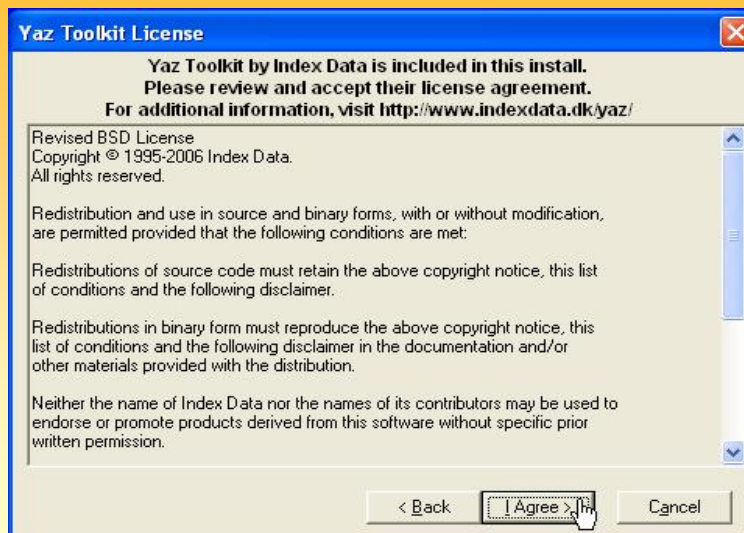 Yaz Toolkit License
Yaz Toolkit by Index Data is included in this install.
Please review and accept their license agreement.
For additional information, visit http://www.indexdata.dk/yaz/
Revised BSD License
Copyright © 1995-2006 Index Data.
All rights reserved.
Redistribution and use in source and binary forms, with or without modification,
are permitted provided that the following conditions are met:
Redistributions of source code must retain the above copyright notice, this list
of conditions and the following disclaimer.
Redistributions in binary form must reproduce the above copyright notice, this
list of conditions and the following disclaimer in the documentation and/or
other materials provided with the distribution.
Neither the name of Index Data nor the names of its contributors may be used to
endorse or promote products derived from this software without specific prior
written permission.
< Back I Agree > Cancel